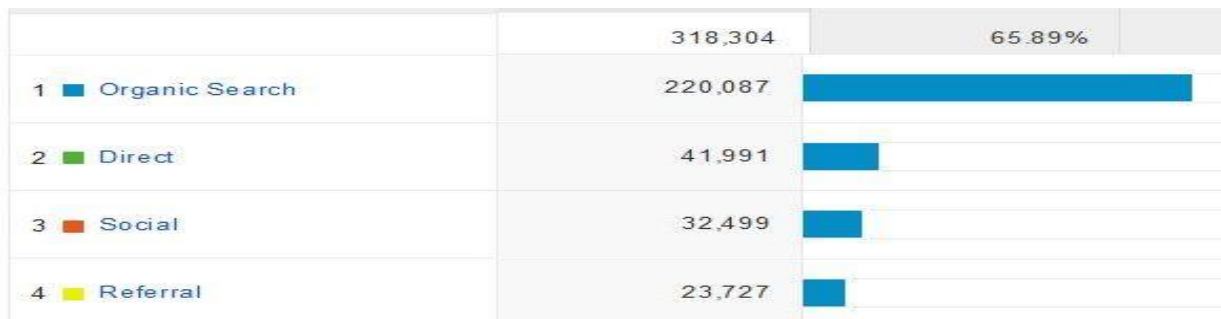 318,304 65.89%
1 Organic Search 220,087
2 Direct 41,991
3 Social 32,499
4 Referral 23,727